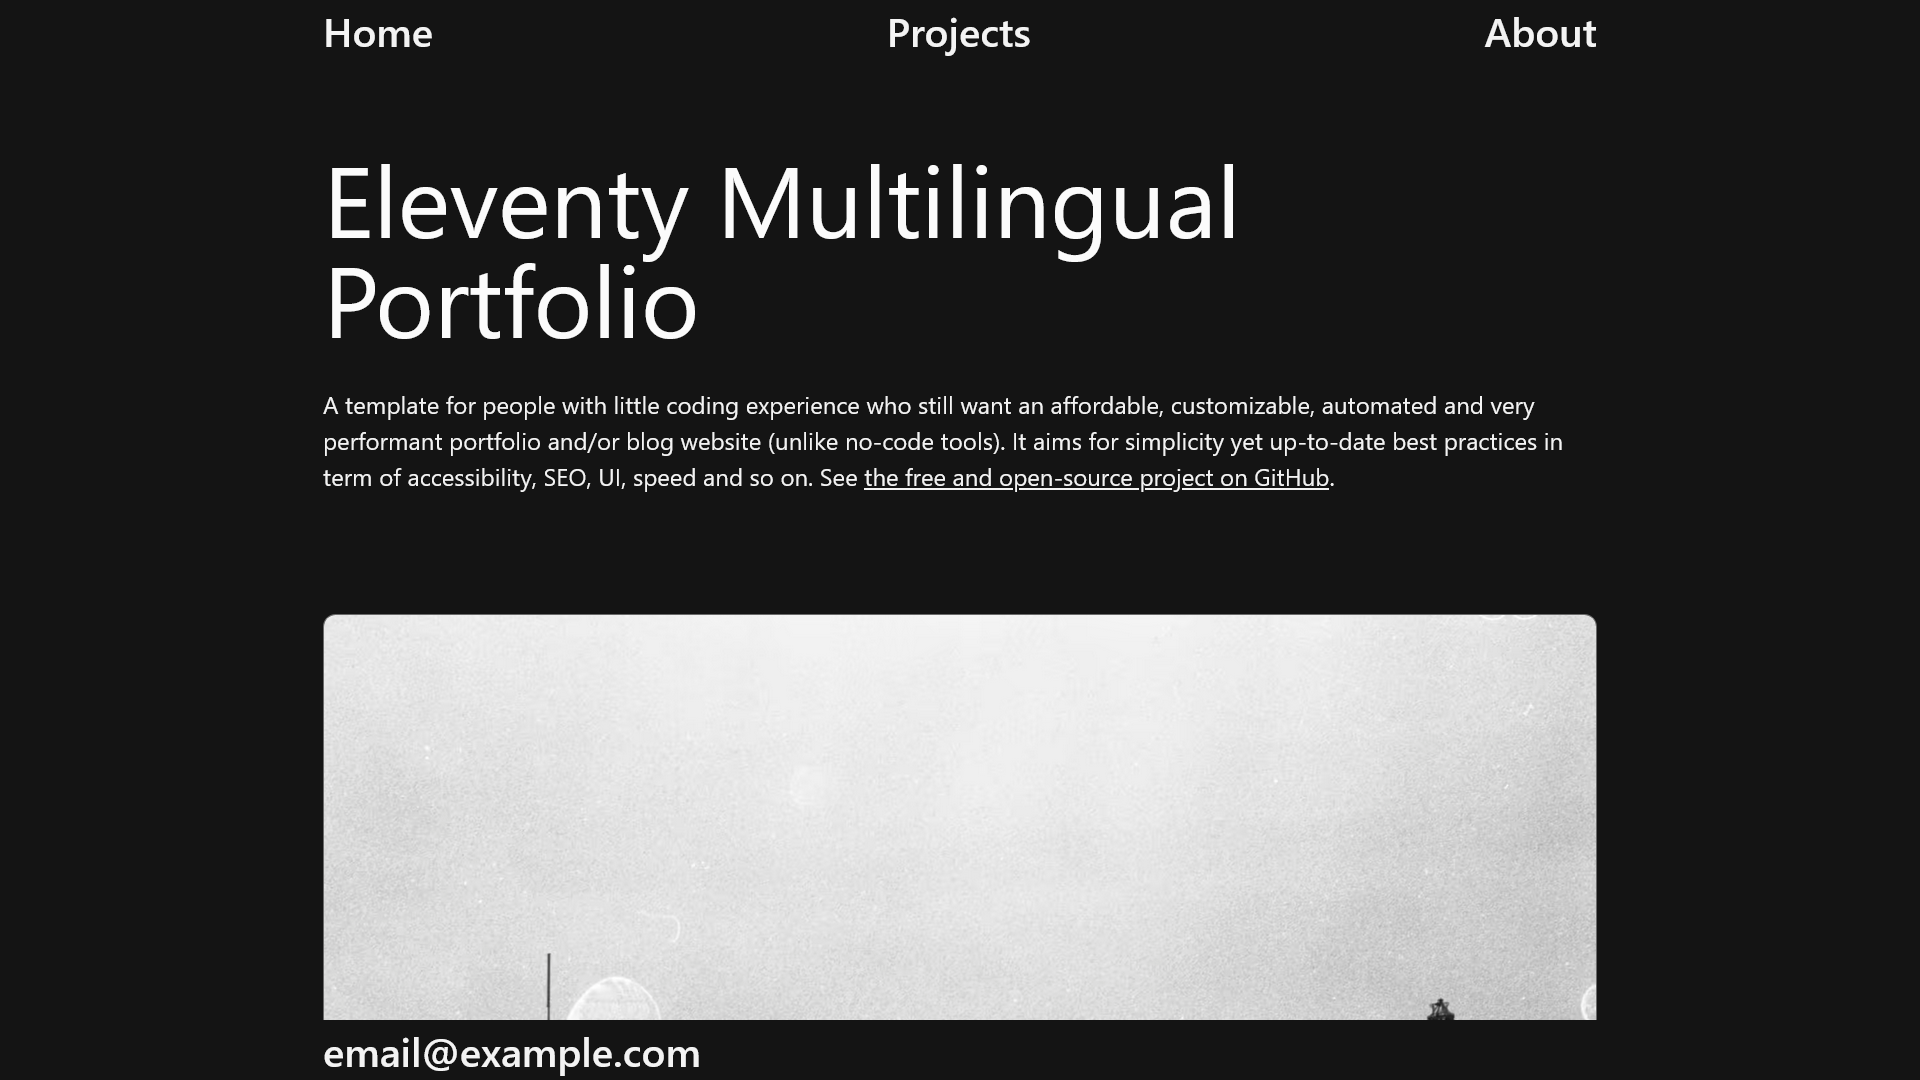 Home Projects About
Eleventy Multilingual
Portfolio
A template for people with little coding experience who still want an affordable, customizable, automated and very
performant portfolio and/or blog website (unlike no-code tools). It aims for simplicity yet up-to-date best practices in
term of accessibility, SEO, UI, speed and so on. See the free and open-source project on GitHub.
email@example.com